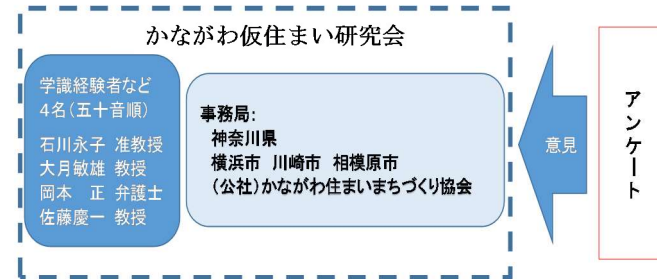 かながわ仮住まい研究会
学識経験者など
4名(五十音順)
石川永子 准教授
大月敏雄 教授
岡本 正 弁護士
佐藤慶一 教授
事務局:
神奈川県
横浜市 川崎市 相模原市
(公社)かながわ住まいまちづくり協会
意見
アンケート